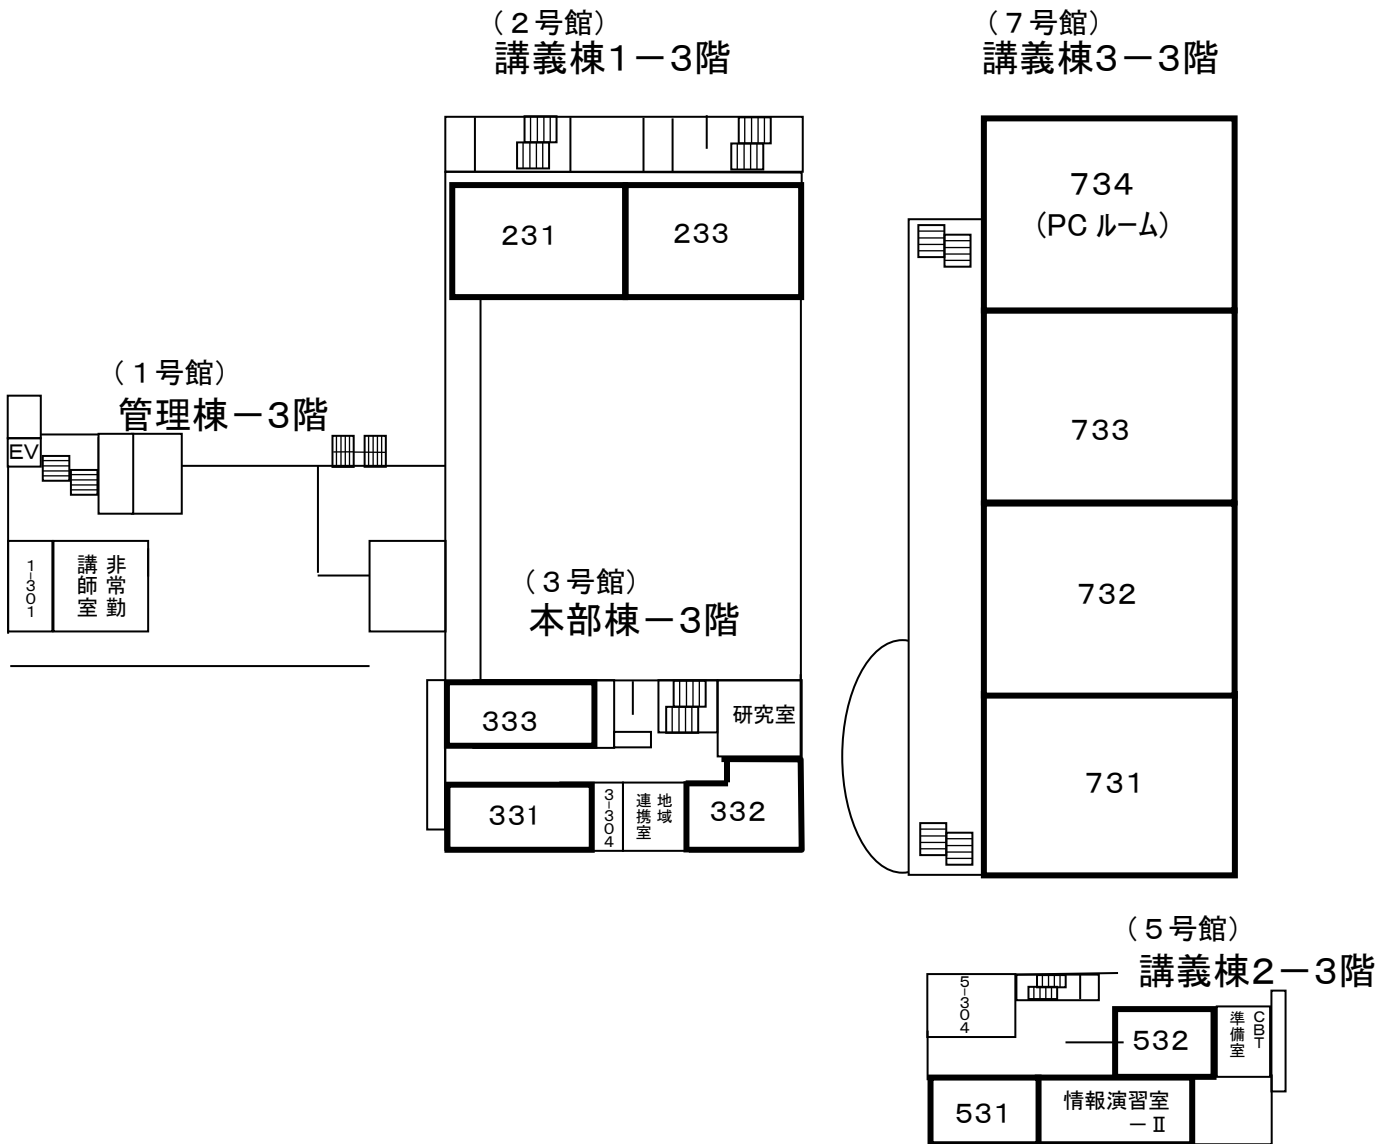 （２号館）
講義棟１－３階
（７号館）
講義棟３－３階
231
233
734
（PC ルーム）
733
732
731
（１号館）
管理棟－３階
EV
1-301
非常勤
講師室
（３号館）
本部棟－３階
333
研究室
331
3-304
地域
連携室
332
（５号館）
講義棟２－３階
5-304
532
CBT
準備室
531
情報演習室
－Ⅱ